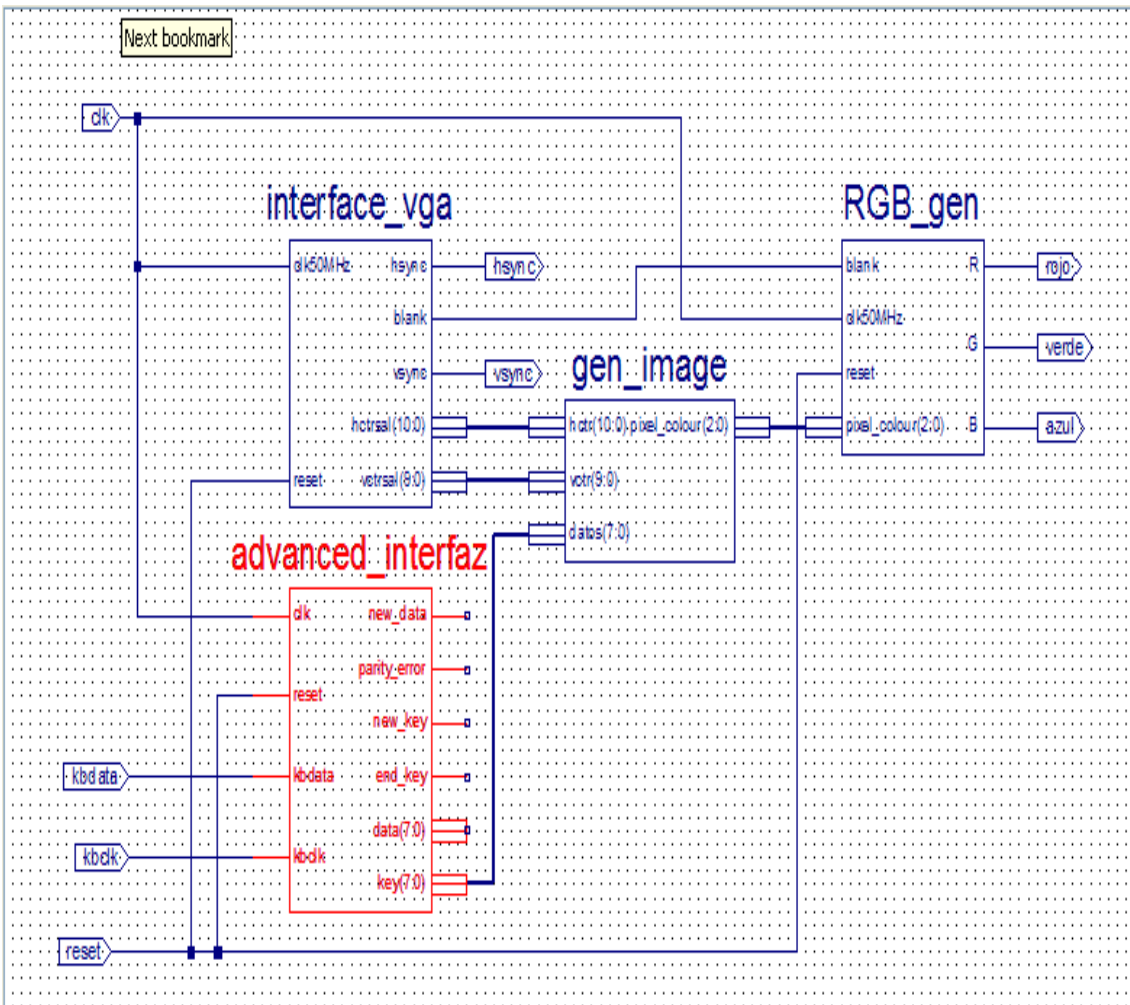 Next bookmark
clk
interface_vga
RGB_gen
clk50MHz
hsync
hsync
blank
vsync
vsync
hctrsal(10:0)
reset
vctrsal(9:0)
blank
R
rojo
clk50MHz
G
verde
reset
pixel_colour(2:0)
B
azul
gen_image
hctr(10:0)
pixel_colour(2:0)
vctr(9:0)
datos(7:0)
advanced_interfaz
clk
new_data
parity_error
reset
new_key
kbdata
kbdata
end_key
data(7:0)
kbclk
kbclk
key(7:0)
reset